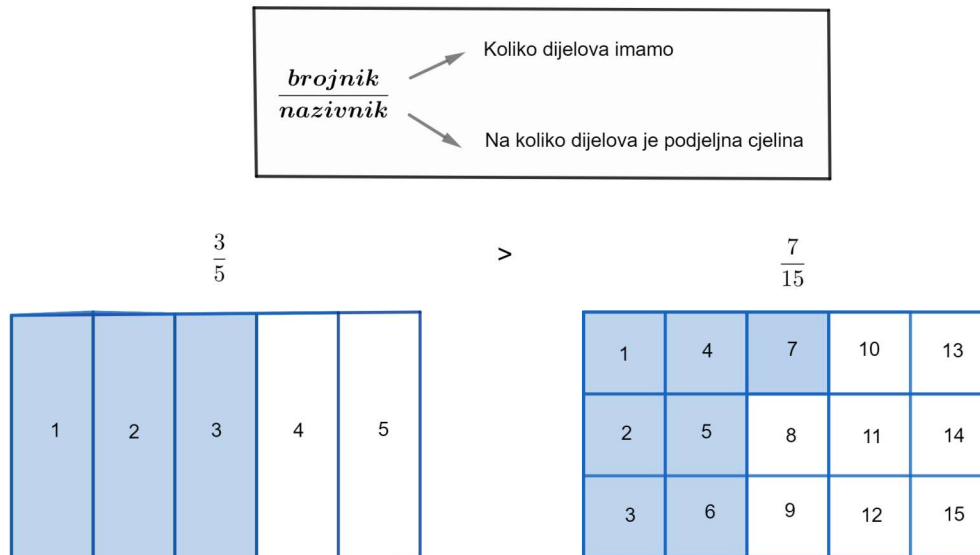 brojnik
nazivnik
Koliko dijelova imamo
Na koliko dijelova je podjeljna cjelina
3
5
>
7
15
1 2 3 4 5
1 4 7 10 13
2 5 8 11 14
3 6 9 12 15